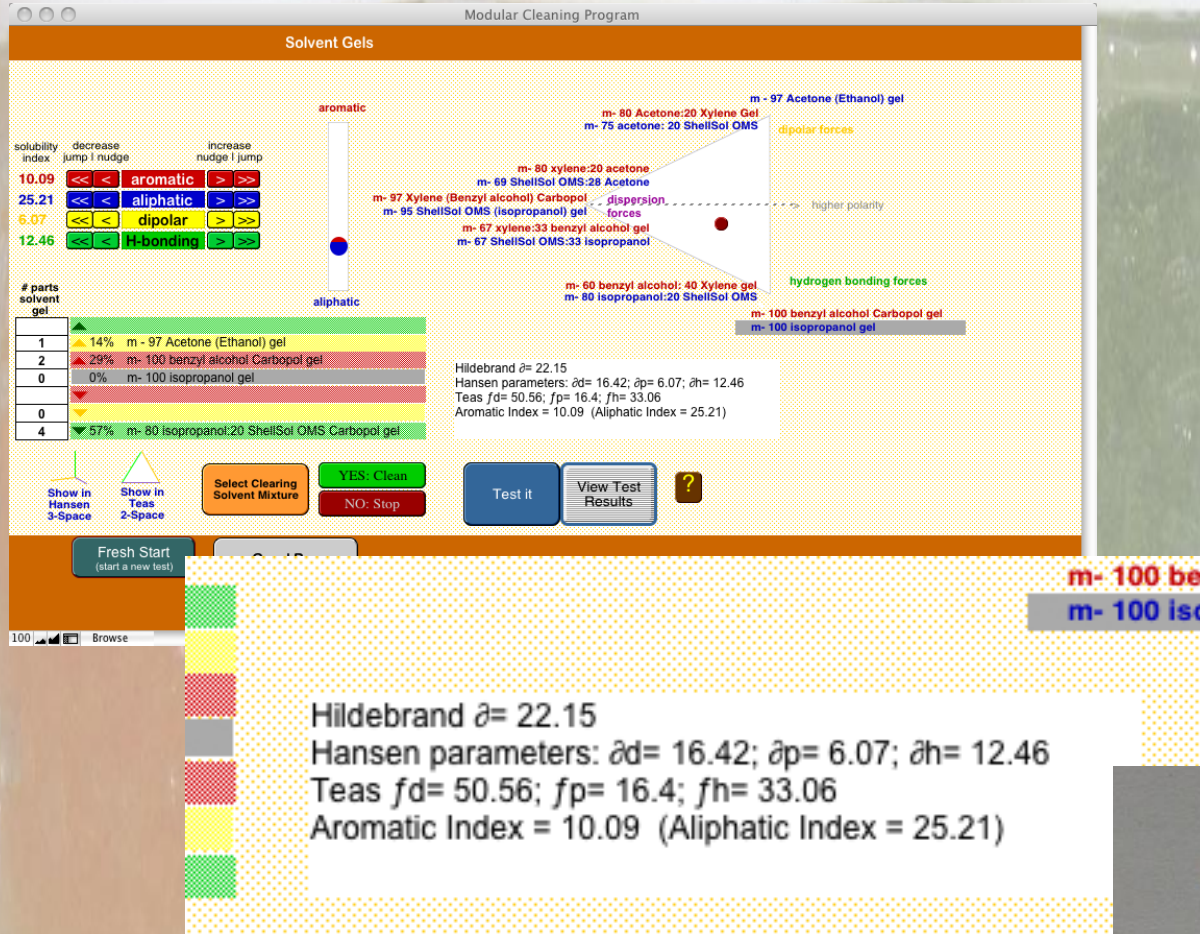 Modular Cleaning Program
Solvent Gels
solubility index
decrease
jump | nudge
increase
nudge | jump
10.09 << < aromatic > >>
25.21 << < aliphatic > >>
6.07 << < dipolar > >>
12.46 << < H-bonding > >>
aromatic
aliphatic
m - 97 Acetone (Ethanol) gel
m- 80 Acetone:20 Xylene Gel
m- 75 acetone: 20 ShellSol OMS
dipolar forces
m- 80 xylene:20 acetone
m- 69 ShellSol OMS:28 Acetone
m- 97 Xylene (Benzyl alcohol) Carbopol
m- 95 ShellSol OMS (isopropanol) gel
dispersion
forces
higher polarity
m- 67 xylene:33 benzyl alcohol gel
m- 67 ShellSol OMS:33 isopropanol
m- 60 benzyl alcohol: 40 Xylene gel
m- 80 isopropanol:20 ShellSol OMS
hydrogen bonding forces
m- 100 benzyl alcohol Carbopol gel
m- 100 isopropanol gel
# parts
solvent
gel
1 14% m - 97 Acetone (Ethanol) gel
2 29% m- 100 benzyl alcohol Carbopol gel
0 0% m- 100 isopropanol gel
0
4 57% m- 80 isopropanol:20 ShellSol OMS Carbopol gel
Hildebrand ∂= 22.15
Hansen parameters: ∂d= 16.42; ∂p= 6.07; ∂h= 12.46
Teas ƒd= 50.56; ƒp= 16.4; ƒh= 33.06
Aromatic Index = 10.09 (Aliphatic Index = 25.21)
Show in
Hansen
3-Space
Show in
Teas
2-Space
Select Clearing
Solvent Mixture
YES: Clean
NO: Stop
Test it
View Test
Results
?
Fresh Start
(start a new test)
100 Browse
m- 100 be
m- 100 iso
Hildebrand ∂= 22.15
Hansen parameters: ∂d= 16.42; ∂p= 6.07; ∂h= 12.46
Teas ƒd= 50.56; ƒp= 16.4; ƒh= 33.06
Aromatic Index = 10.09 (Aliphatic Index = 25.21)